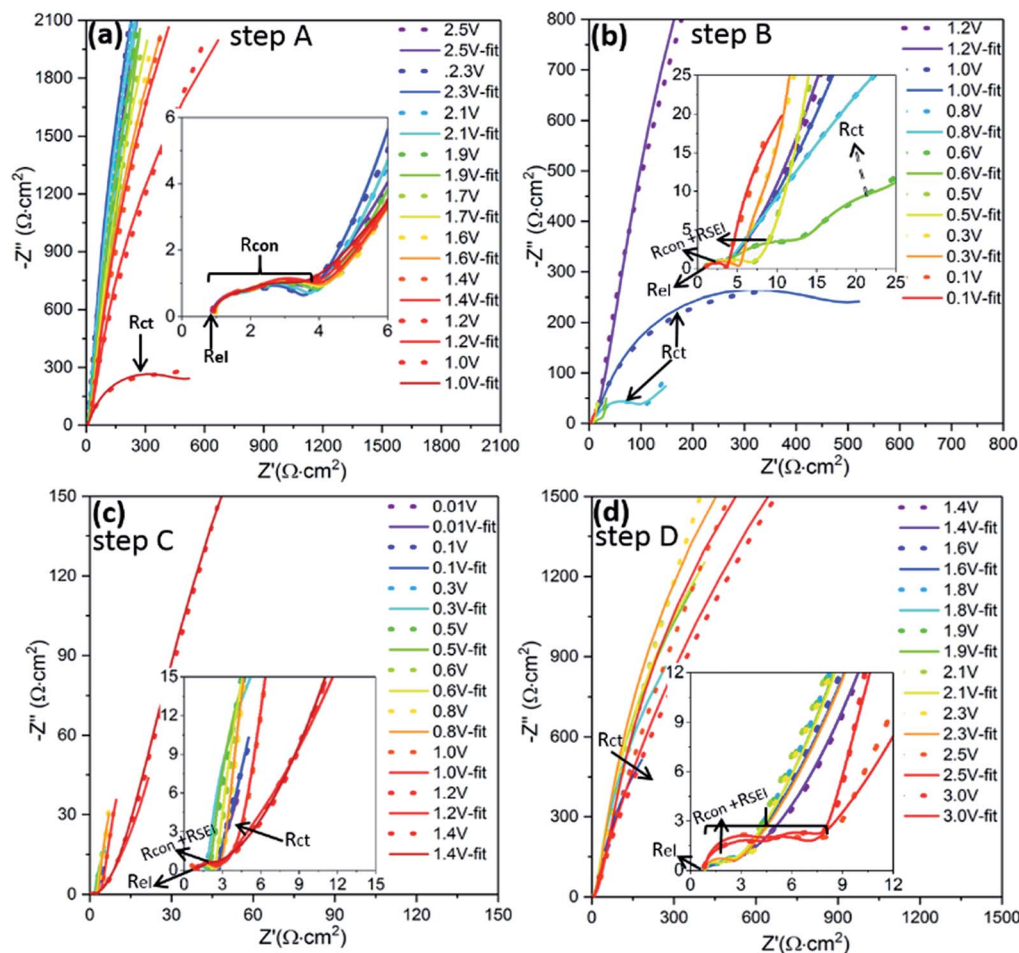 (a) step A
-Z'' (Ω·cm²)
2100
1800
1500
1200
900
600
300
0
0 300 600 900 1200 1500 1800 2100
Z'(Ω·cm²)
2.5V
2.5V-fit
.2.3V
2.3V-fit
2.1V
2.1V-fit
1.9V
1.9V-fit
1.7V
1.7V-fit
1.6V
1.6V-fit
1.4V
1.4V-fit
1.2V
1.2V-fit
1.0V
1.0V-fit
Rct
6
4
2
0
0 2 4 6
Rcon
Rel
(b) step B
-Z'' (Ω·cm²)
800
700
600
500
400
300
200
100
0
0 100 200 300 400 500 600 700 800
Z'(Ω·cm²)
1.2V
1.2V-fit
1.0V
1.0V-fit
0.8V
0.8V-fit
0.6V
0.6V-fit
0.5V
0.5V-fit
0.3V
0.3V-fit
0.1V
0.1V-fit
25
20
15
10
5
0
0 5 10 15 20 25
Rct
Rcon +RSEI
Rel
Rct
(c)
step C
-Z'' (Ω·cm²)
150
120
90
60
30
0
0 30 60 90 120 150
Z'(Ω·cm²)
0.01V
0.01V-fit
0.1V
0.1V-fit
0.3V
0.3V-fit
0.5V
0.5V-fit
0.6V
0.6V-fit
0.8V
0.8V-fit
1.0V
1.0V-fit
1.2V
1.2V-fit
1.4V
1.4V-fit
15
12
9
6
3
0
0 3 6 9 12 15
Rcon +RSEI
Rct
Rel
(d)
step D
-Z'' (Ω·cm²)
1500
1200
900
600
300
0
0 300 600 900 1200 1500
Z'(Ω·cm²)
1.4V
1.4V-fit
1.6V
1.6V-fit
1.8V
1.8V-fit
1.9V
1.9V-fit
2.1V
2.1V-fit
2.3V
2.3V-fit
2.5V
2.5V-fit
3.0V
3.0V-fit
Rct
12
9
6
3
0
0 3 6 9 12
Rcon +RSEI
Rel